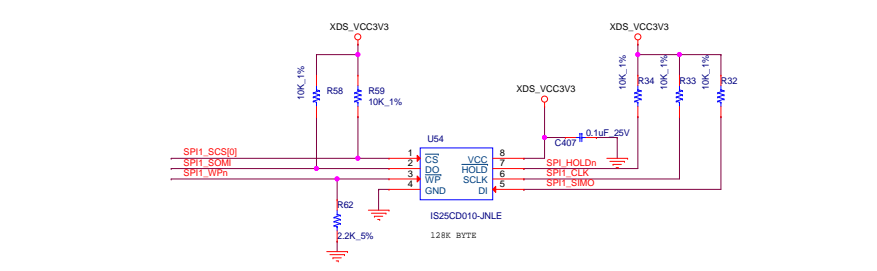 XDS_VCC3V3
XDS_VCC3V3
10K_1%
R58
R59
10K_1%
XDS_VCC3V3
10K_1%
R34
10K_1%
R33
10K_1%
R32
U54
0.1uF_25V
C407
SPI1_SCS[0]
SPI1_SOMI
SPI1_WPn
1
2
3
4
CS
DO
WP
GND
VCC
HOLD
SCLK
DI
8
7
6
5
SPI_HOLDn
SPI1_CLK
SPI1_SIMO
R62
2.2K_5%
IS25CD010-JNLE
128K BYTE